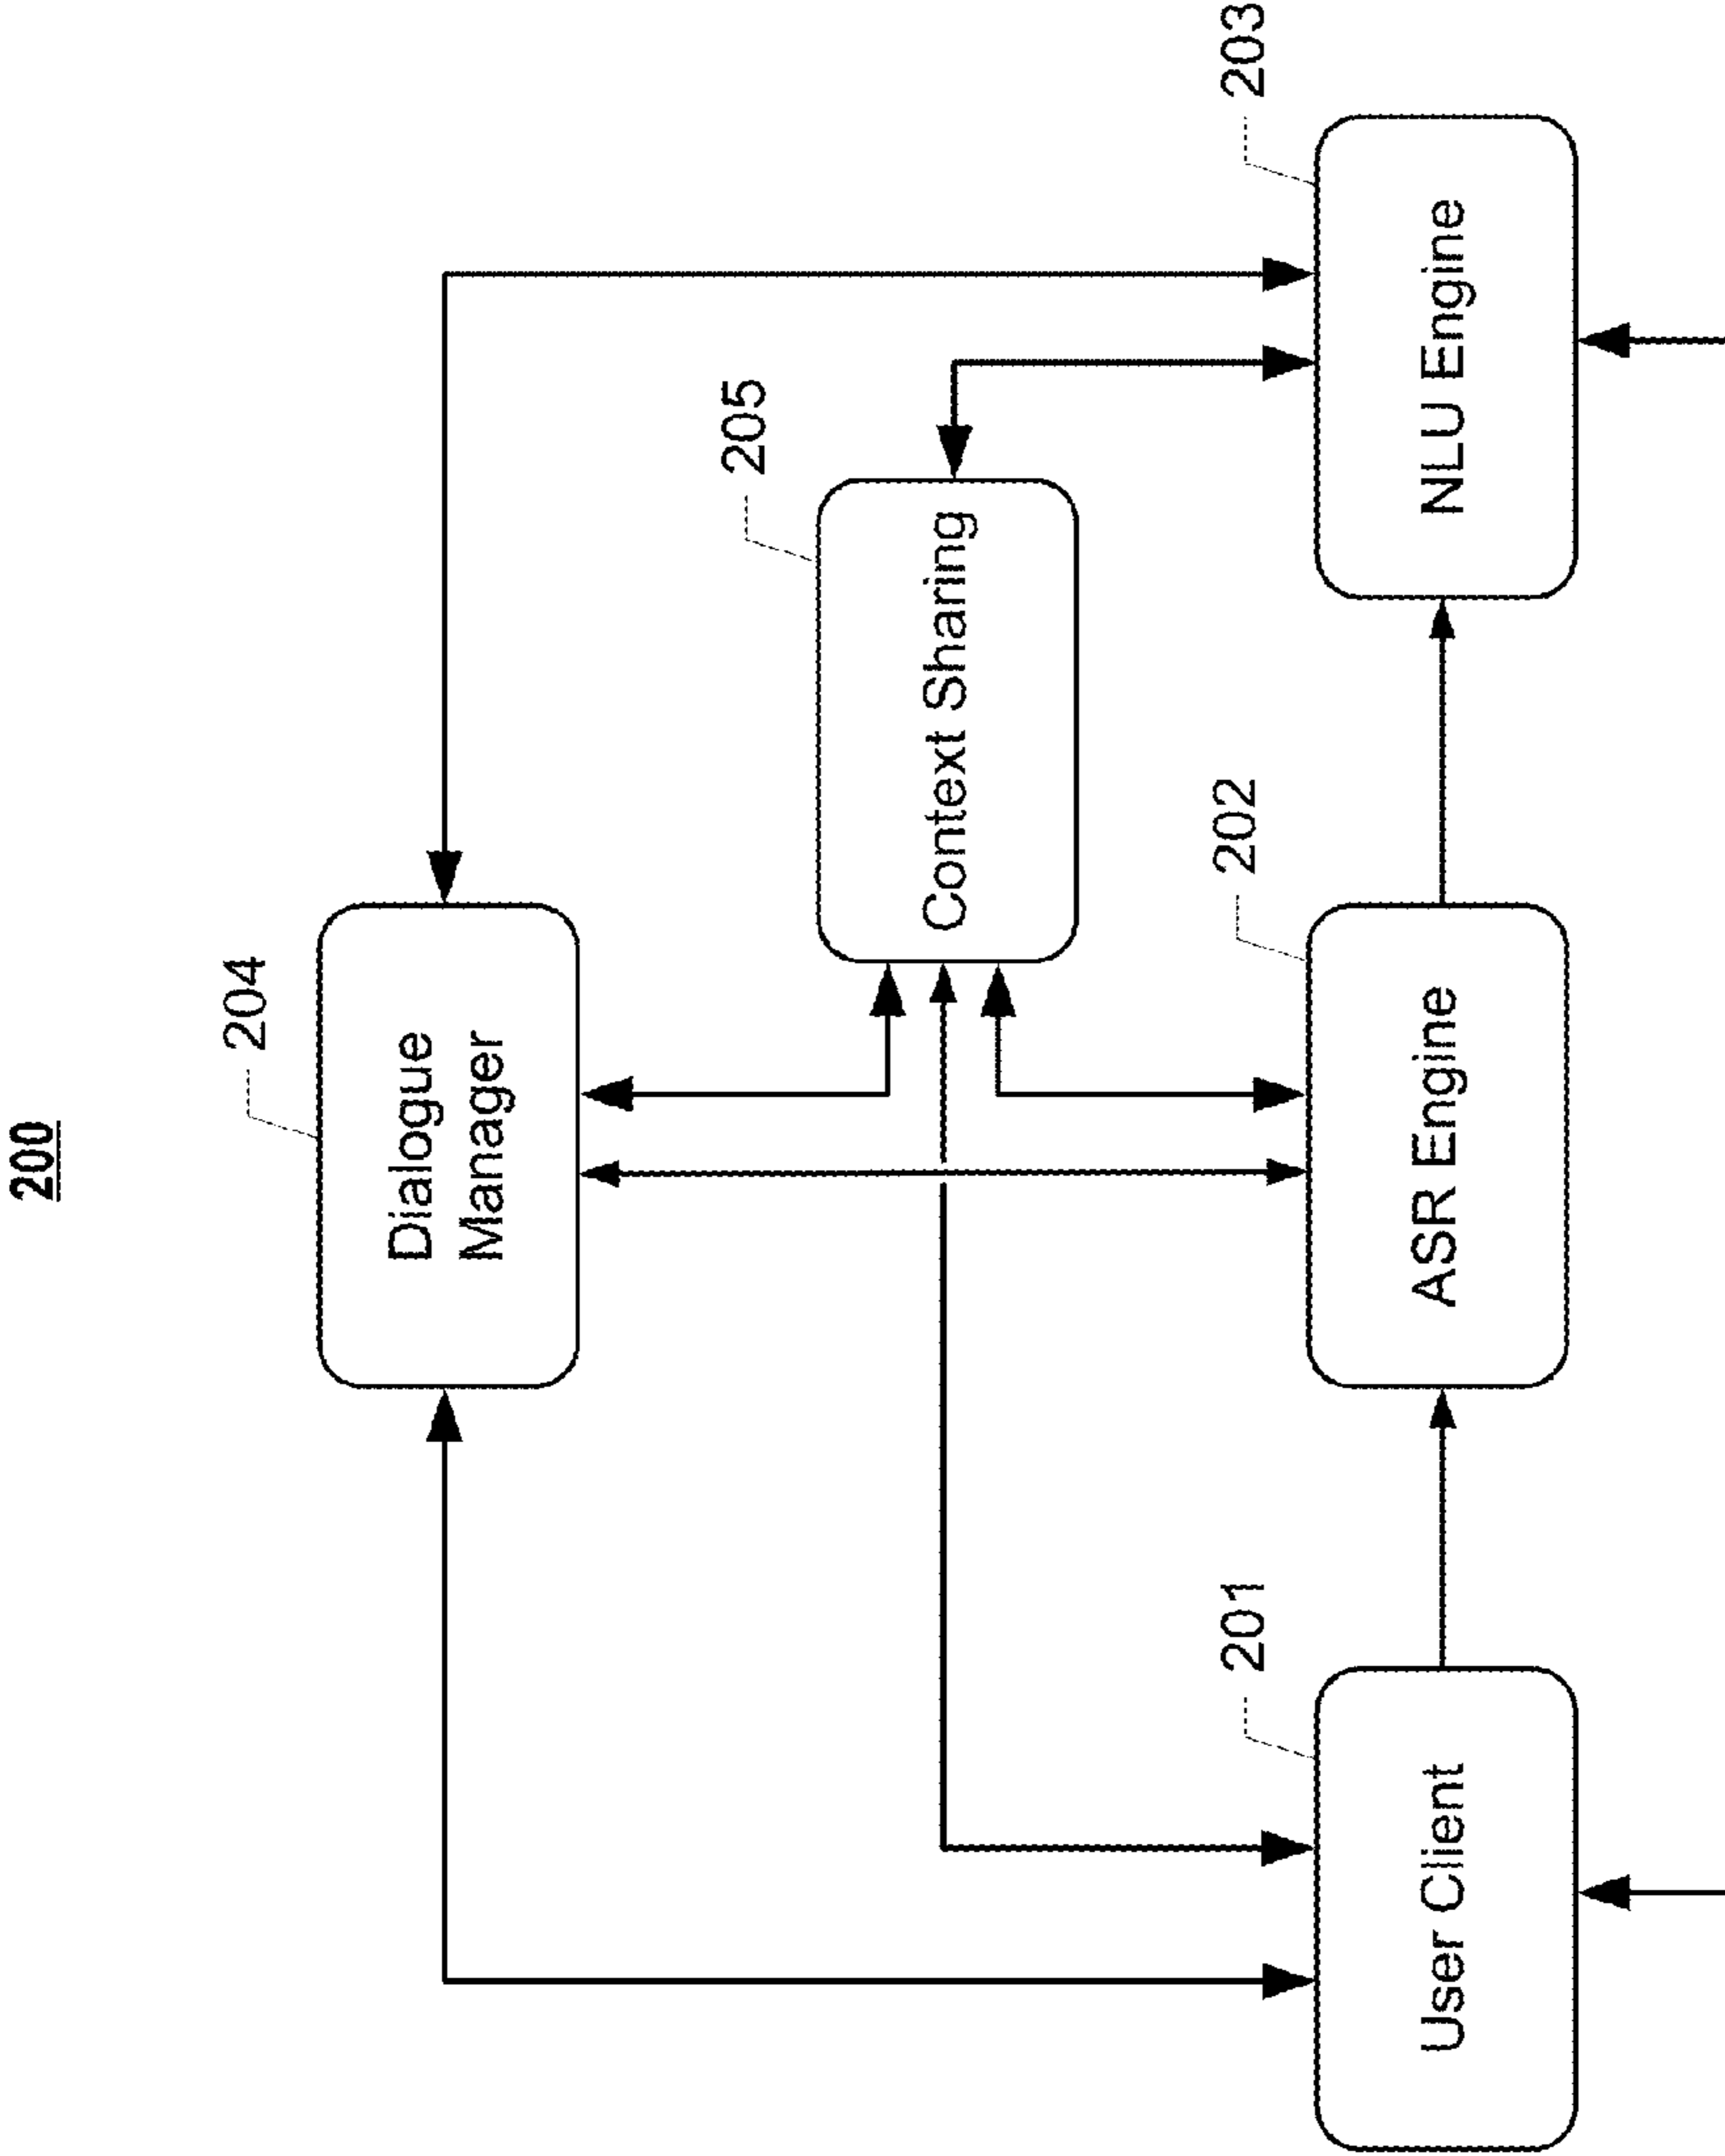 200
204
Dialogue
Manager
205
Context Sharing
201
User Client
202
ASR Engine
203
NLU Engine